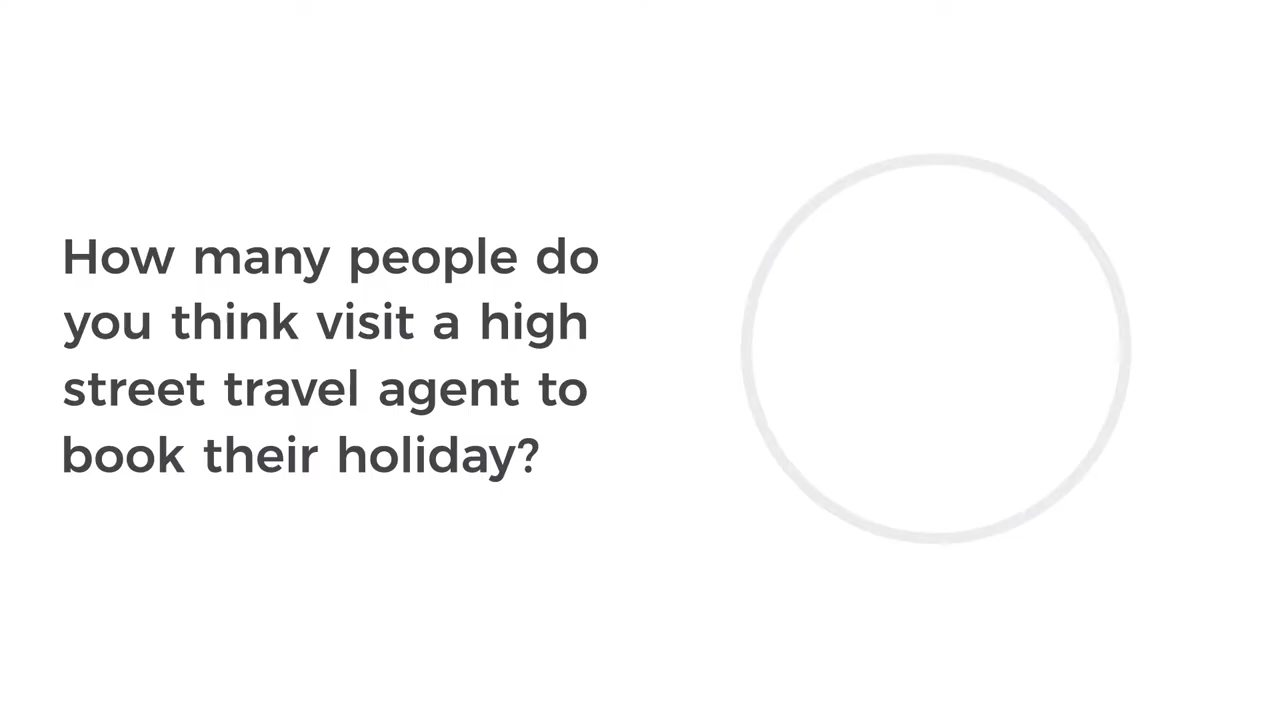 How many people do
you think visit a high
street travel agent to
book their holiday?